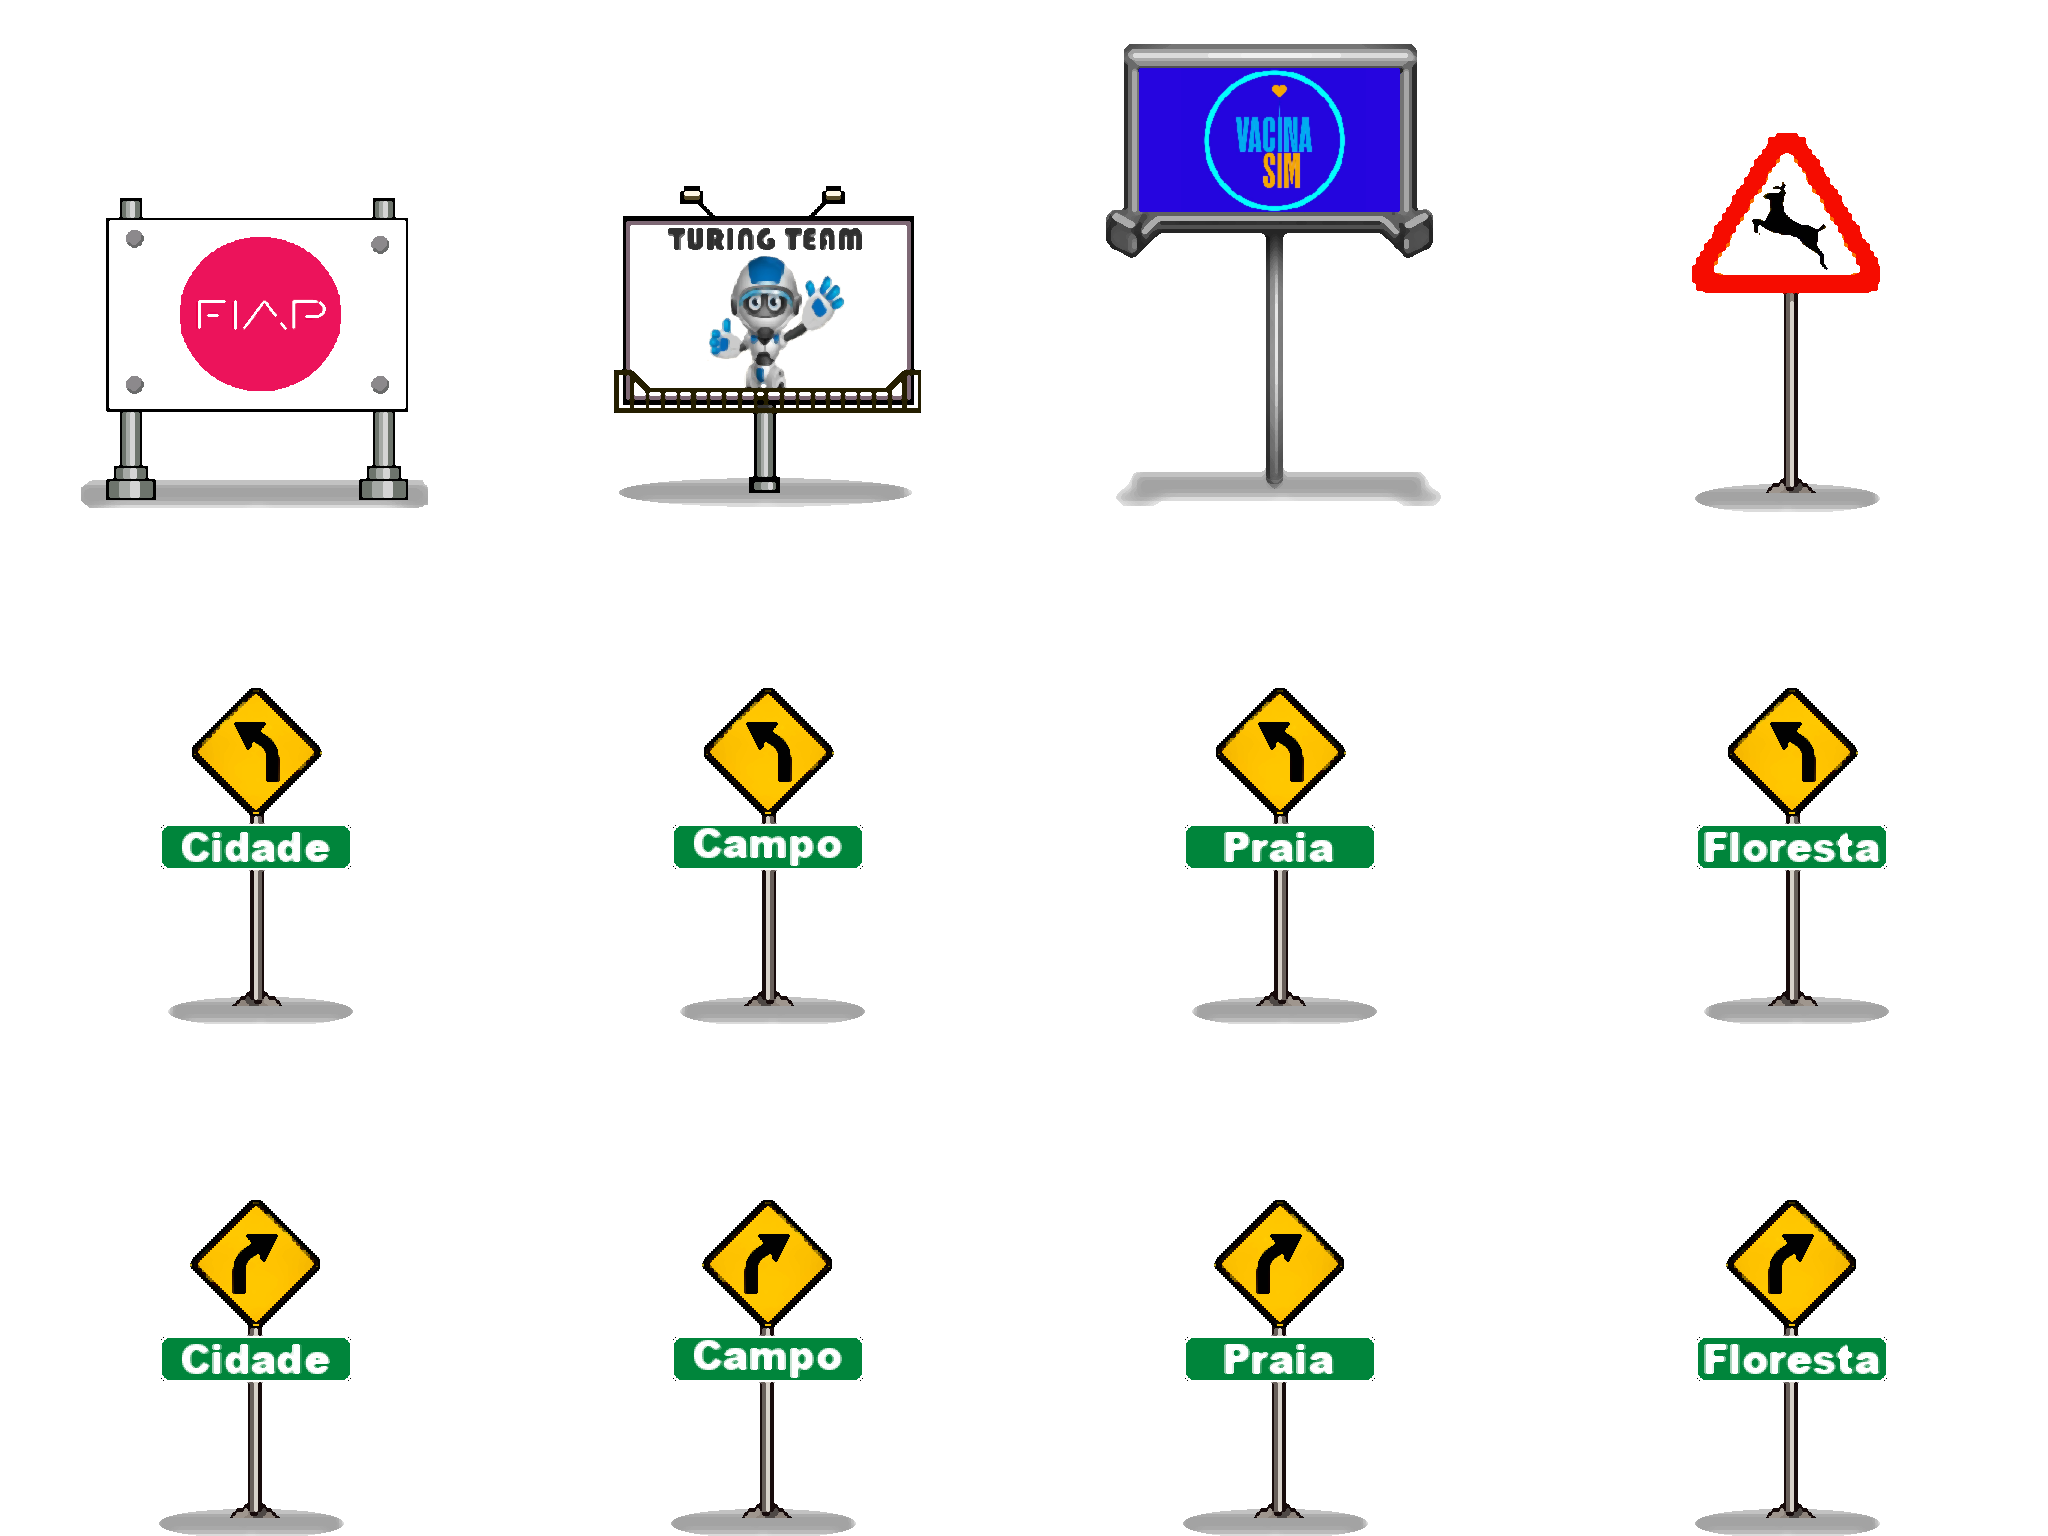 FIAP
TURING TEAM
VACINA
SIM
Cidade
Campo
Praia
Floresta
Cidade
Campo
Praia
Floresta